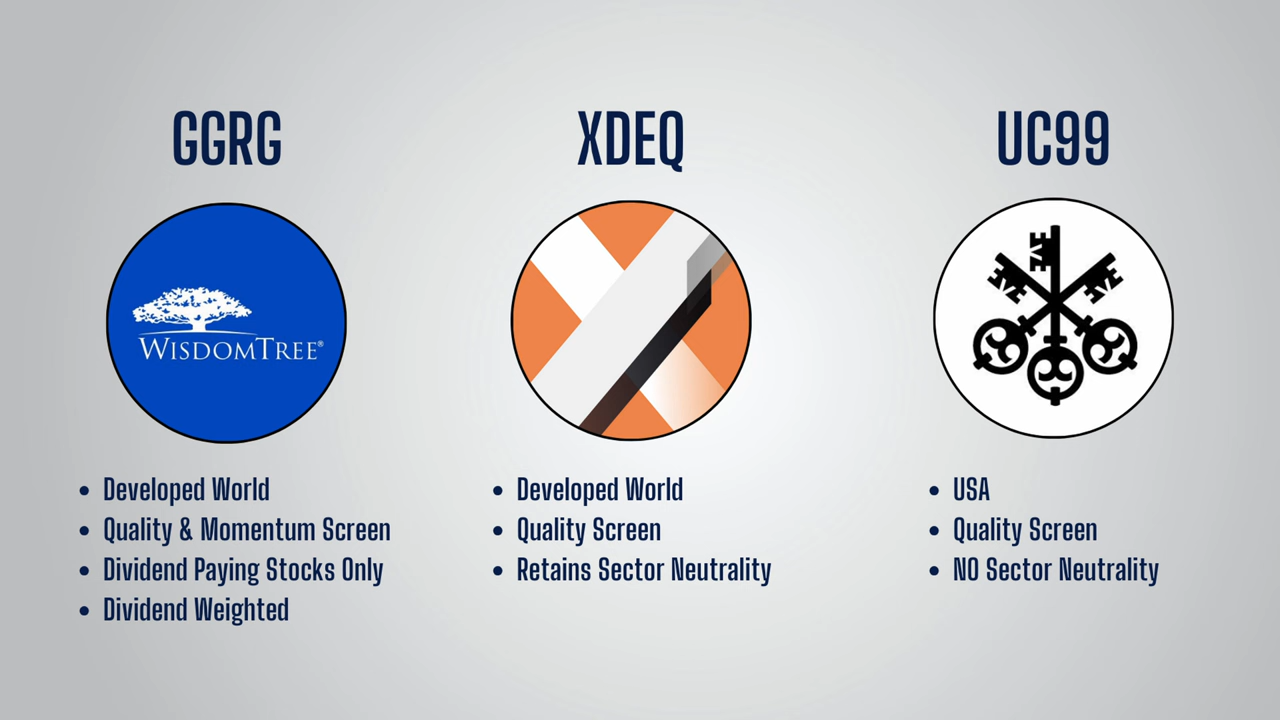 GGRG
WISDOMTREE®
• Developed World
• Quality & Momentum Screen
• Dividend Paying Stocks Only
• Dividend Weighted
XDEQ
• Developed World
• Quality Screen
• Retains Sector Neutrality
UC99
• USA
• Quality Screen
• NO Sector Neutrality